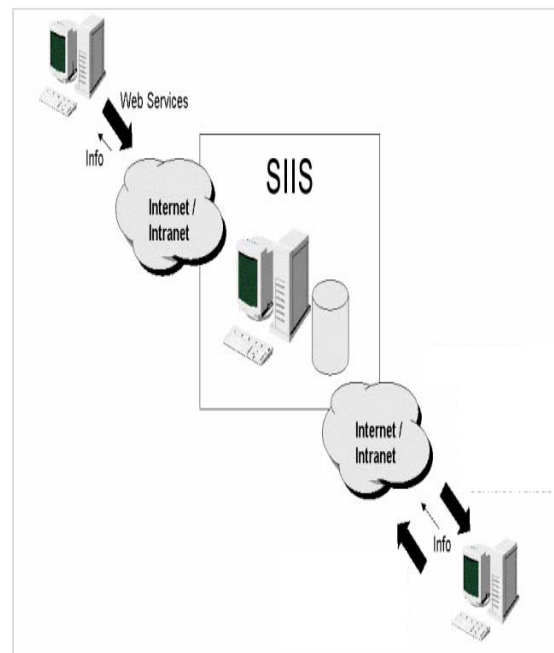 Web Services
Info
SIIS
Internet /
Intranet
Internet /
Intranet
Info